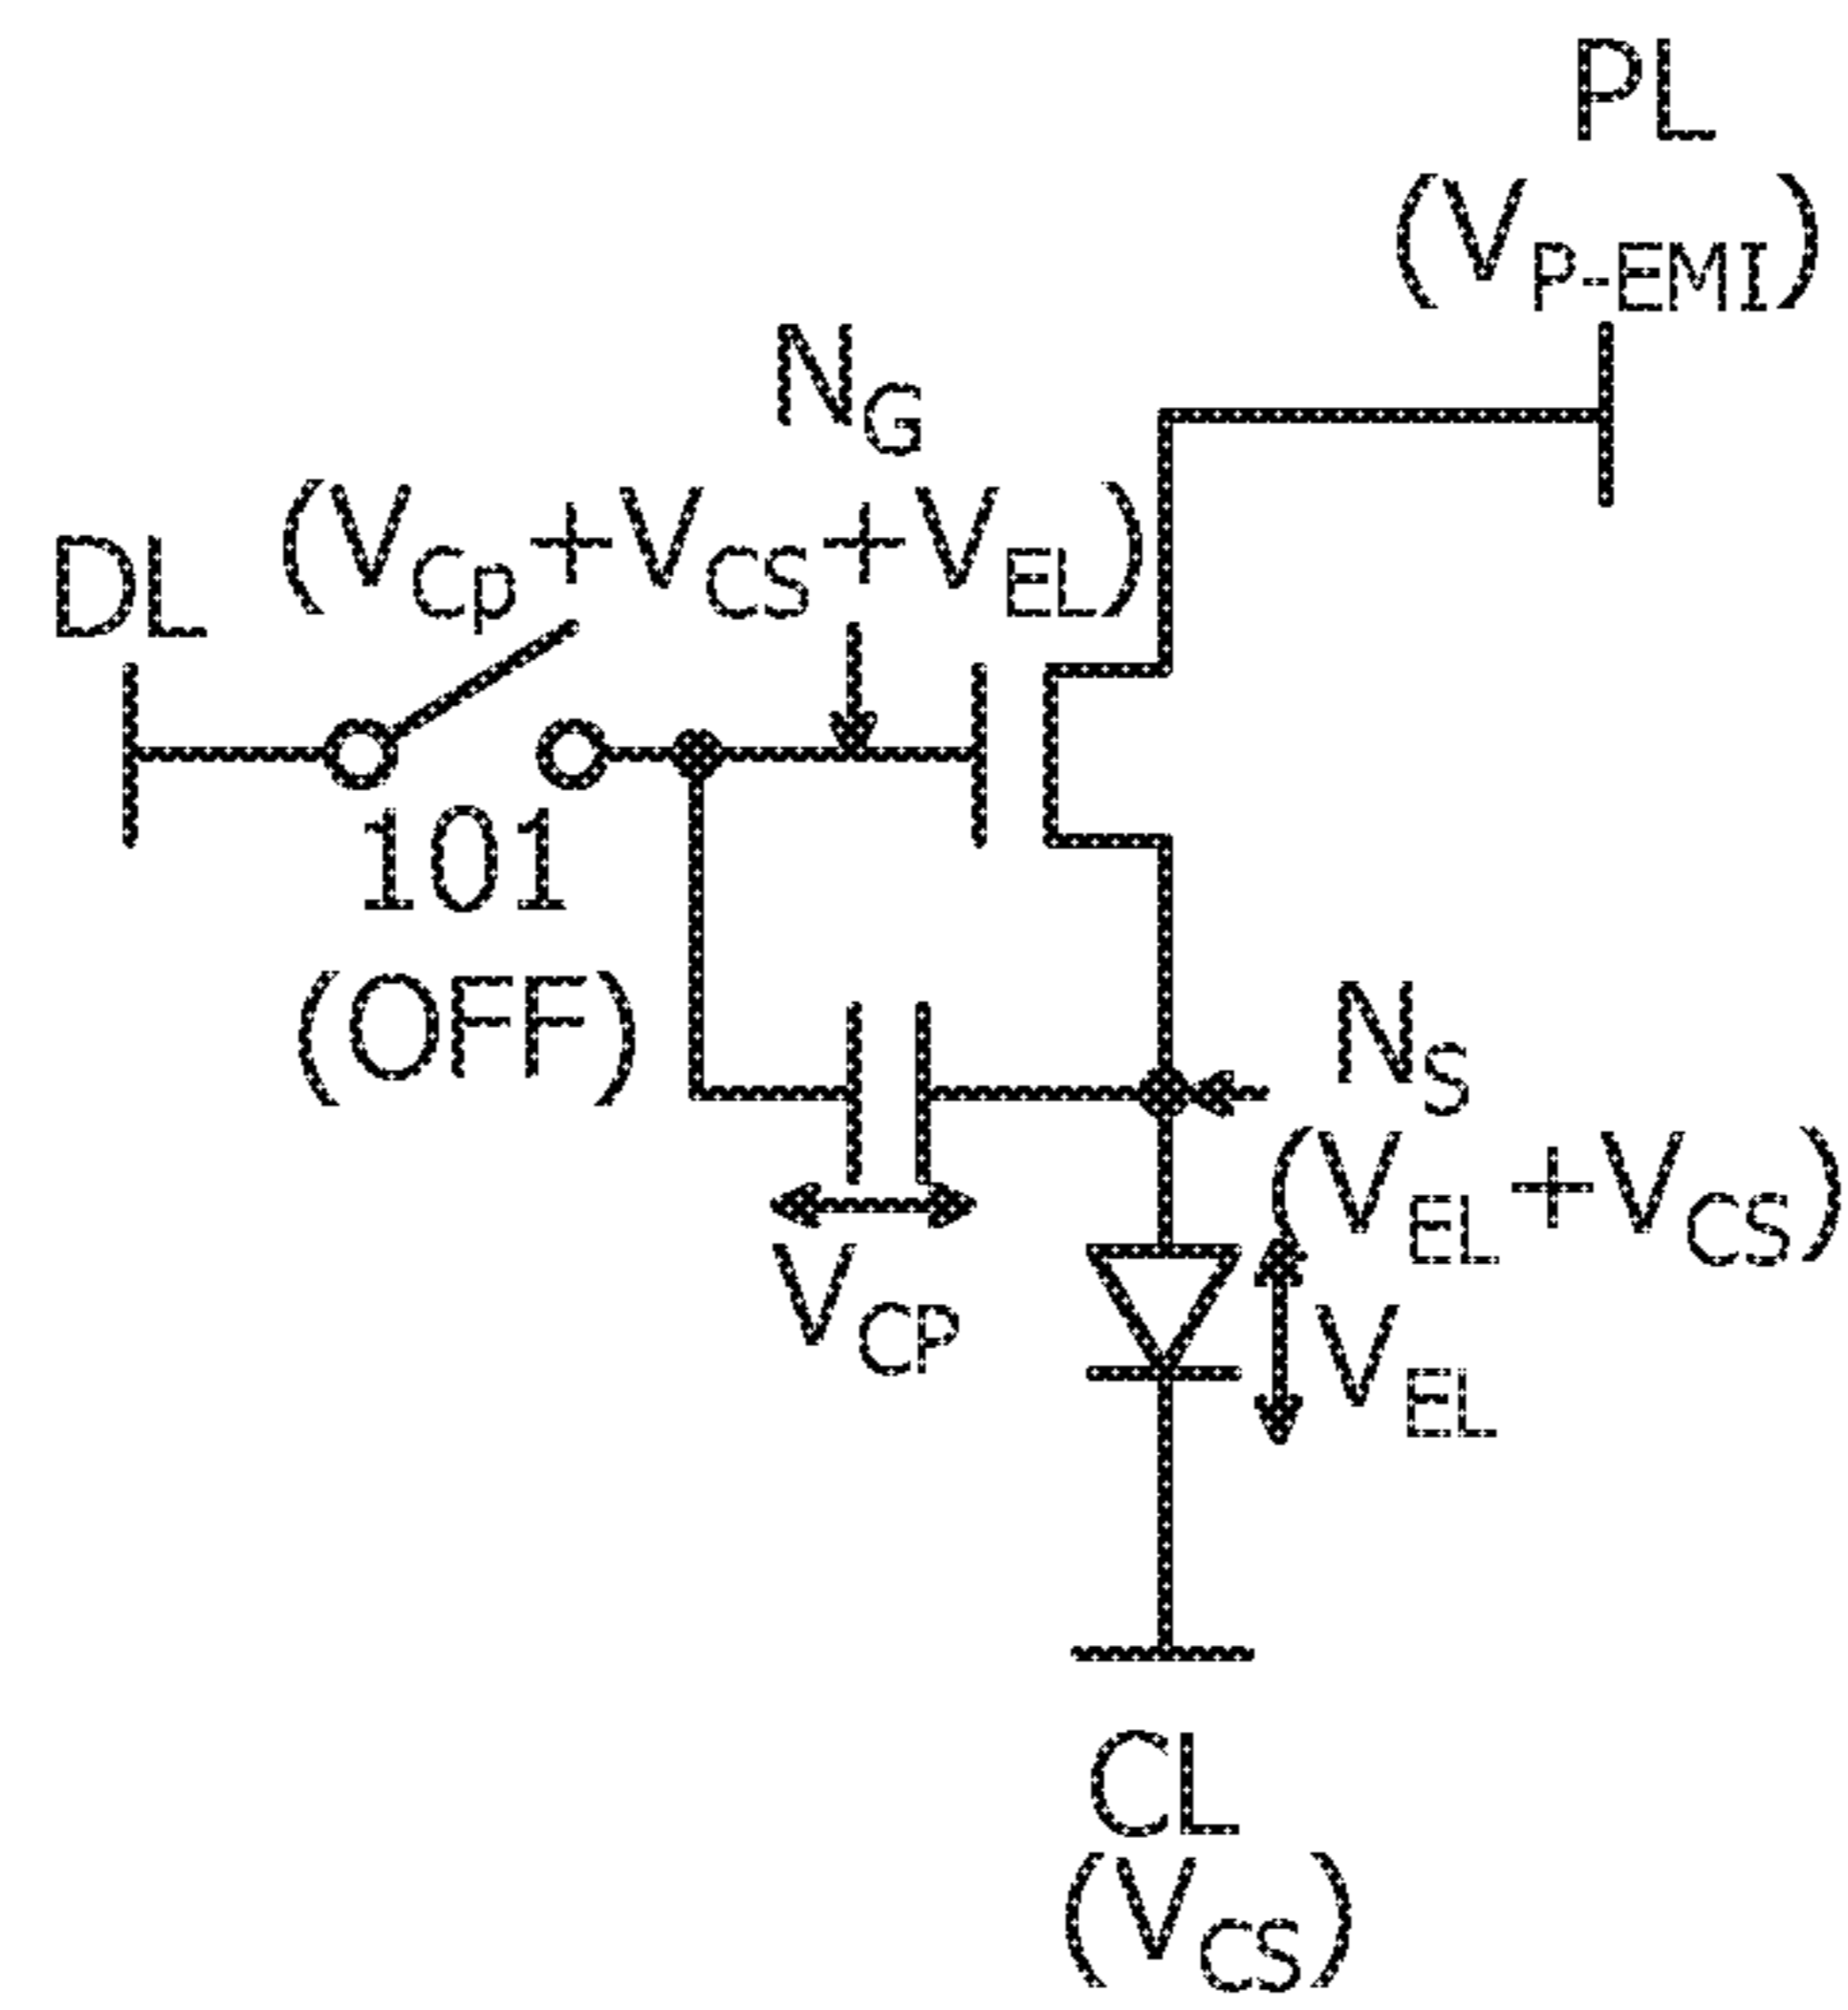 PL
(VP-EMI)
NG
(VCp+VCS+VEL)
DL
101
(OFF)
NS
(VEL+VCS)
VCP
VEL
CL
(VCS)